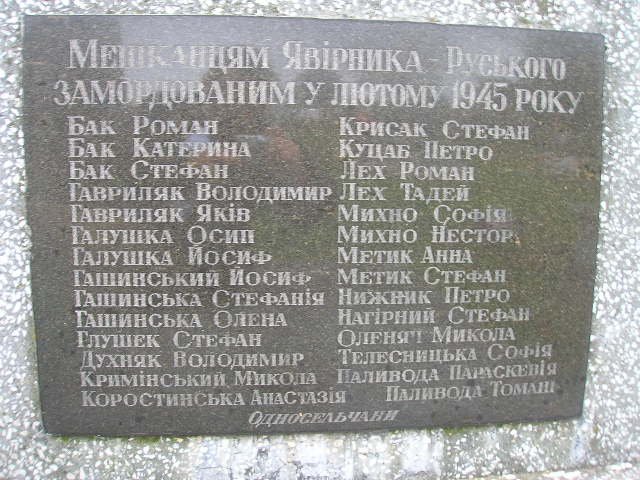 Мешканцям Явірника - Руського
замордованим у лютому 1945 року
Бак Роман
Бак Катерина
Бак Стефан
Гавриляк Володимир
Гавриляк Яків
Галушка Осип
Галушка Йосиф
Гашинський Йосиф
Гашинська Стефанія
Гашинська Олена
Глушек Стефан
Духняк Володимир
Кримінський Микола
Коростинська Анастазія
Крисак Стефан
Куцаб Петро
Лех Роман
Лех Тадей
Михно Софія
Михно Нестор
Метик Анна
Метик Стефан
Нижник Петро
Нагірний Стефан
Оленяч Микола
Телесницька Софія
Паливода Параскевія
Паливода Томаш
Односельчани